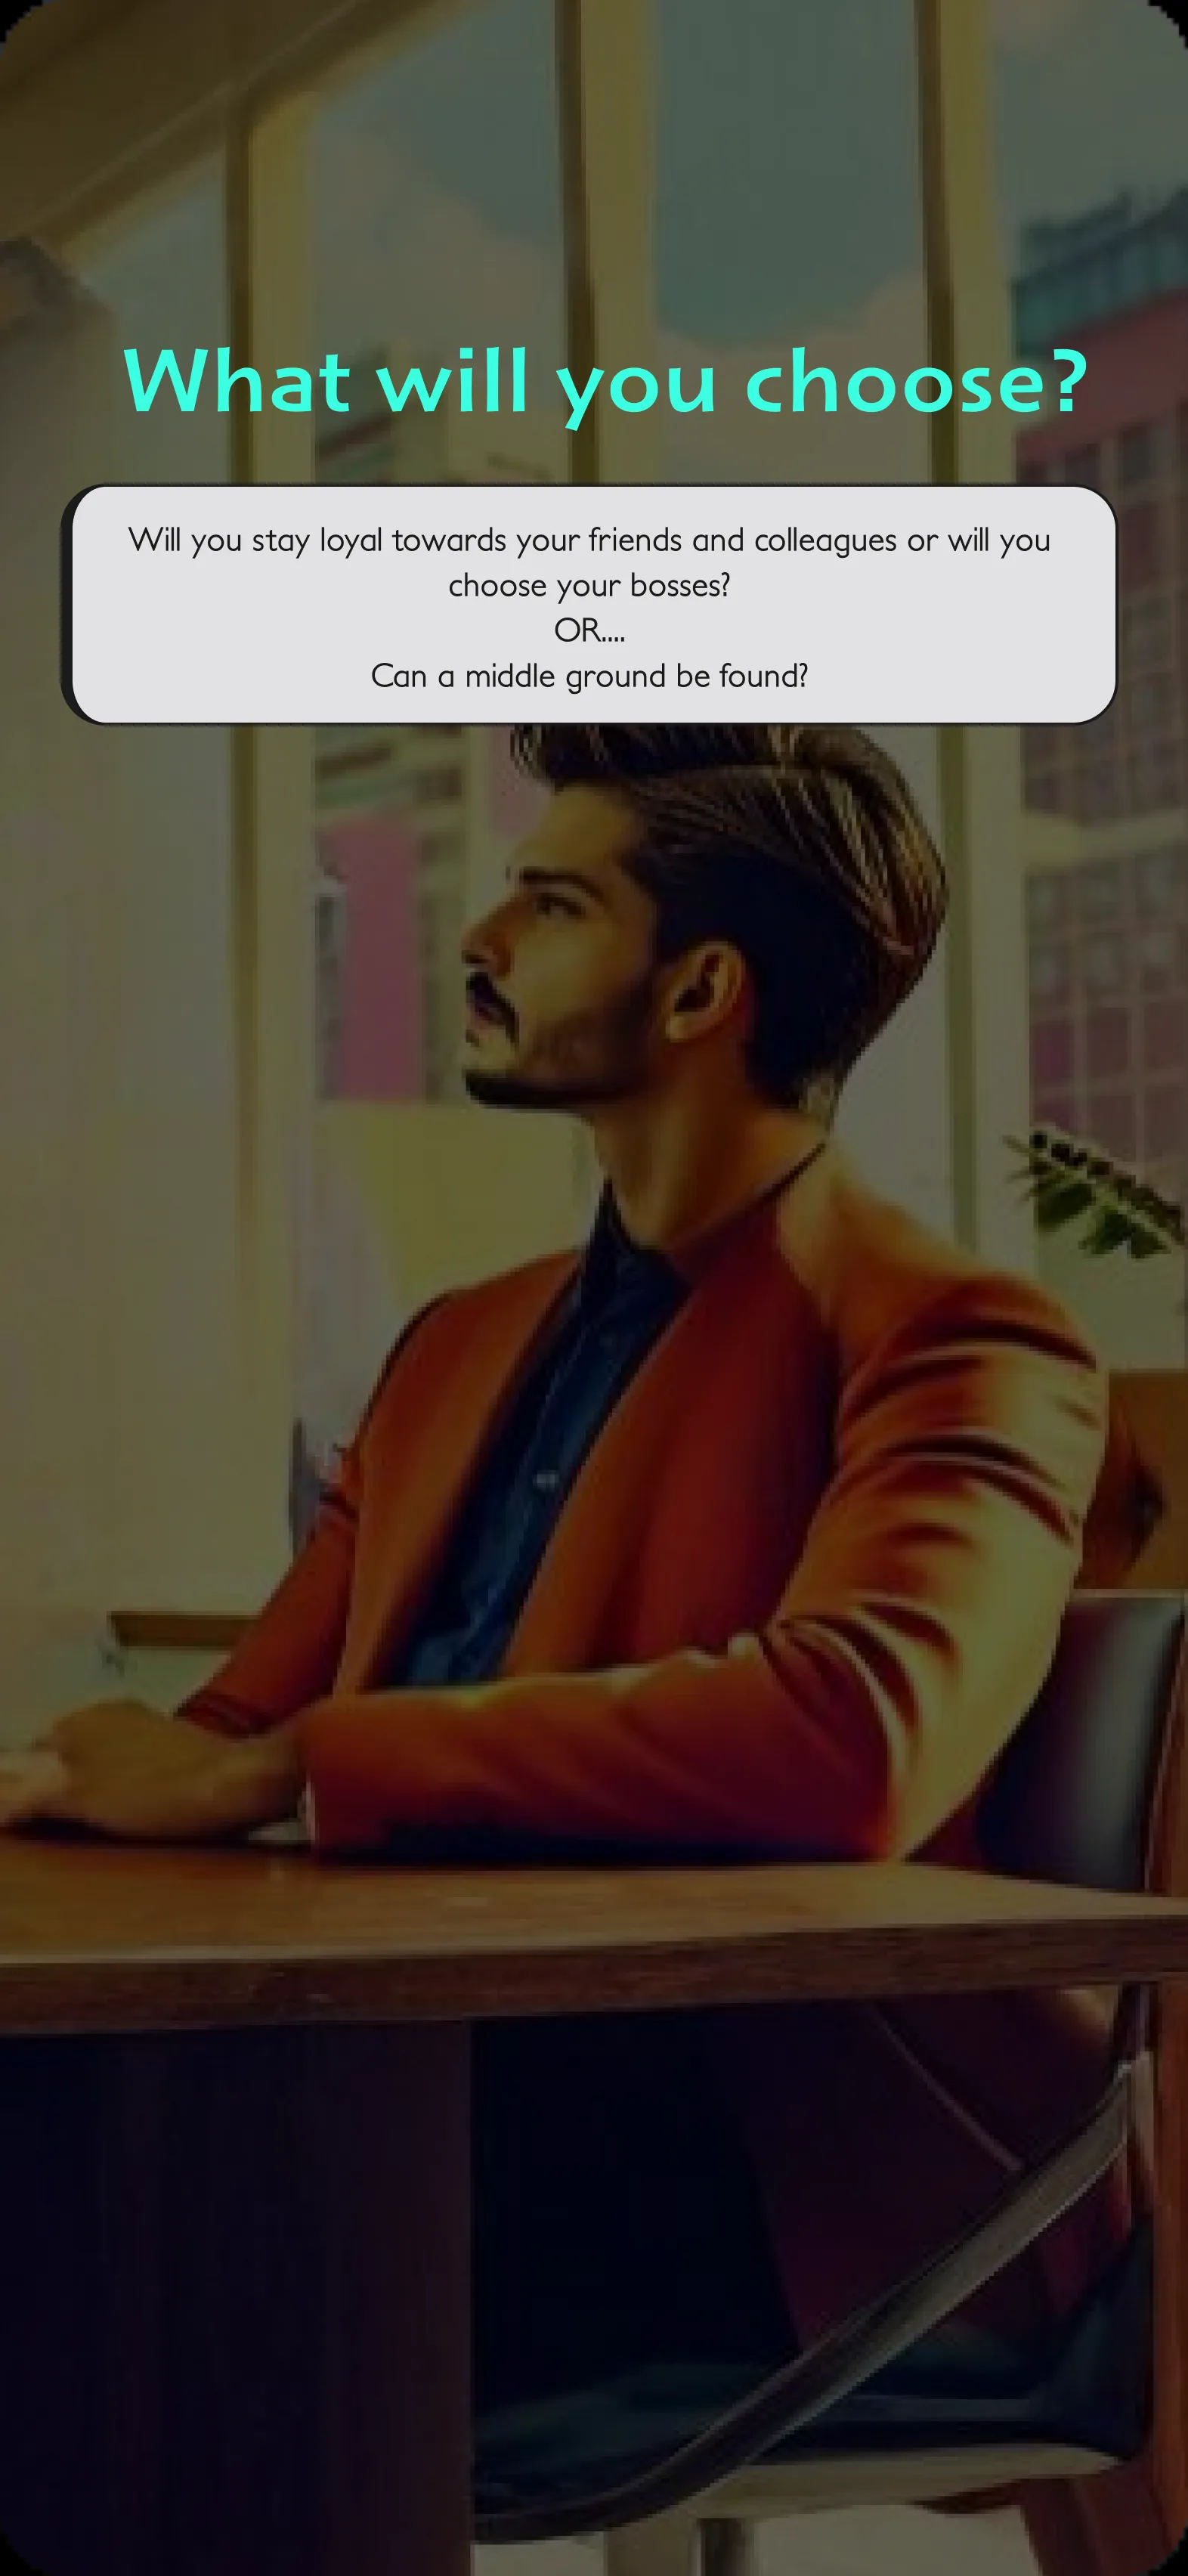 What will you choose?
Will you stay loyal towards your friends and colleagues or will you
choose your bosses?
OR....
Can a middle ground be found?